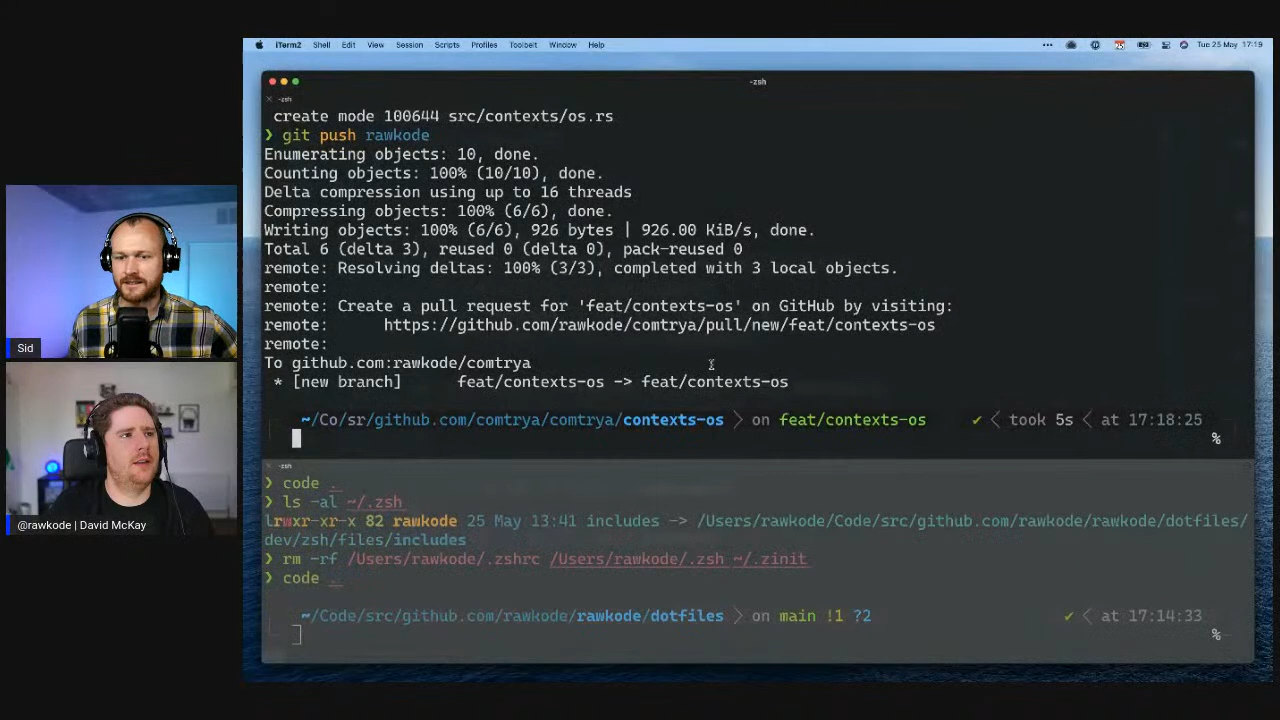 iTerm2 Shell Edit View Session Scripts Profiles Toolbelt Window Help
Tue 25 May 17:19
-zsh
-zsh
create mode 100644 src/contexts/os.rs
❯ git push rawkode
Enumerating objects: 10, done.
Counting objects: 100% (10/10), done.
Delta compression using up to 16 threads
Compressing objects: 100% (6/6), done.
Writing objects: 100% (6/6), 926 bytes | 926.00 KiB/s, done.
Total 6 (delta 3), reused 0 (delta 0), pack-reused 0
remote: Resolving deltas: 100% (3/3), completed with 3 local objects.
remote:
remote: Create a pull request for 'feat/contexts-os' on GitHub by visiting:
remote:      https://github.com/rawkode/comtrya/pull/new/feat/contexts-os
remote:
To github.com:rawkode/comtrya
* [new branch]      feat/contexts-os -> feat/contexts-os
~/Co/sr/github.com/comtrya/comtrya/contexts-os on feat/contexts-os ✔ took 5s at 17:18:25
%
-zsh
❯ code .
❯ ls -al ~/.zsh
lrwxr-xr-x 82 rawkode 25 May 13:41 includes -> /Users/rawkode/Code/src/github.com/rawkode/rawkode/dotfiles/
dev/zsh/files/includes
❯ rm -rf /Users/rawkode/.zshrc /Users/rawkode/.zsh ~/.zinit
❯ code .
~/Code/src/github.com/rawkode/rawkode/dotfiles on main !1 ?2 ✔ at 17:14:33
%
Sid
@rawkode | David McKay